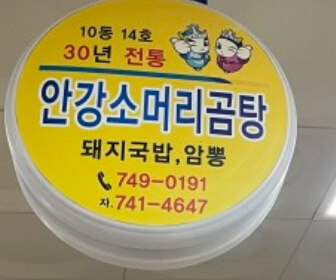 10동 14호
30년 전통
안강소머리곰탕
돼지국밥,암뽕
749-0191
자.741-4647